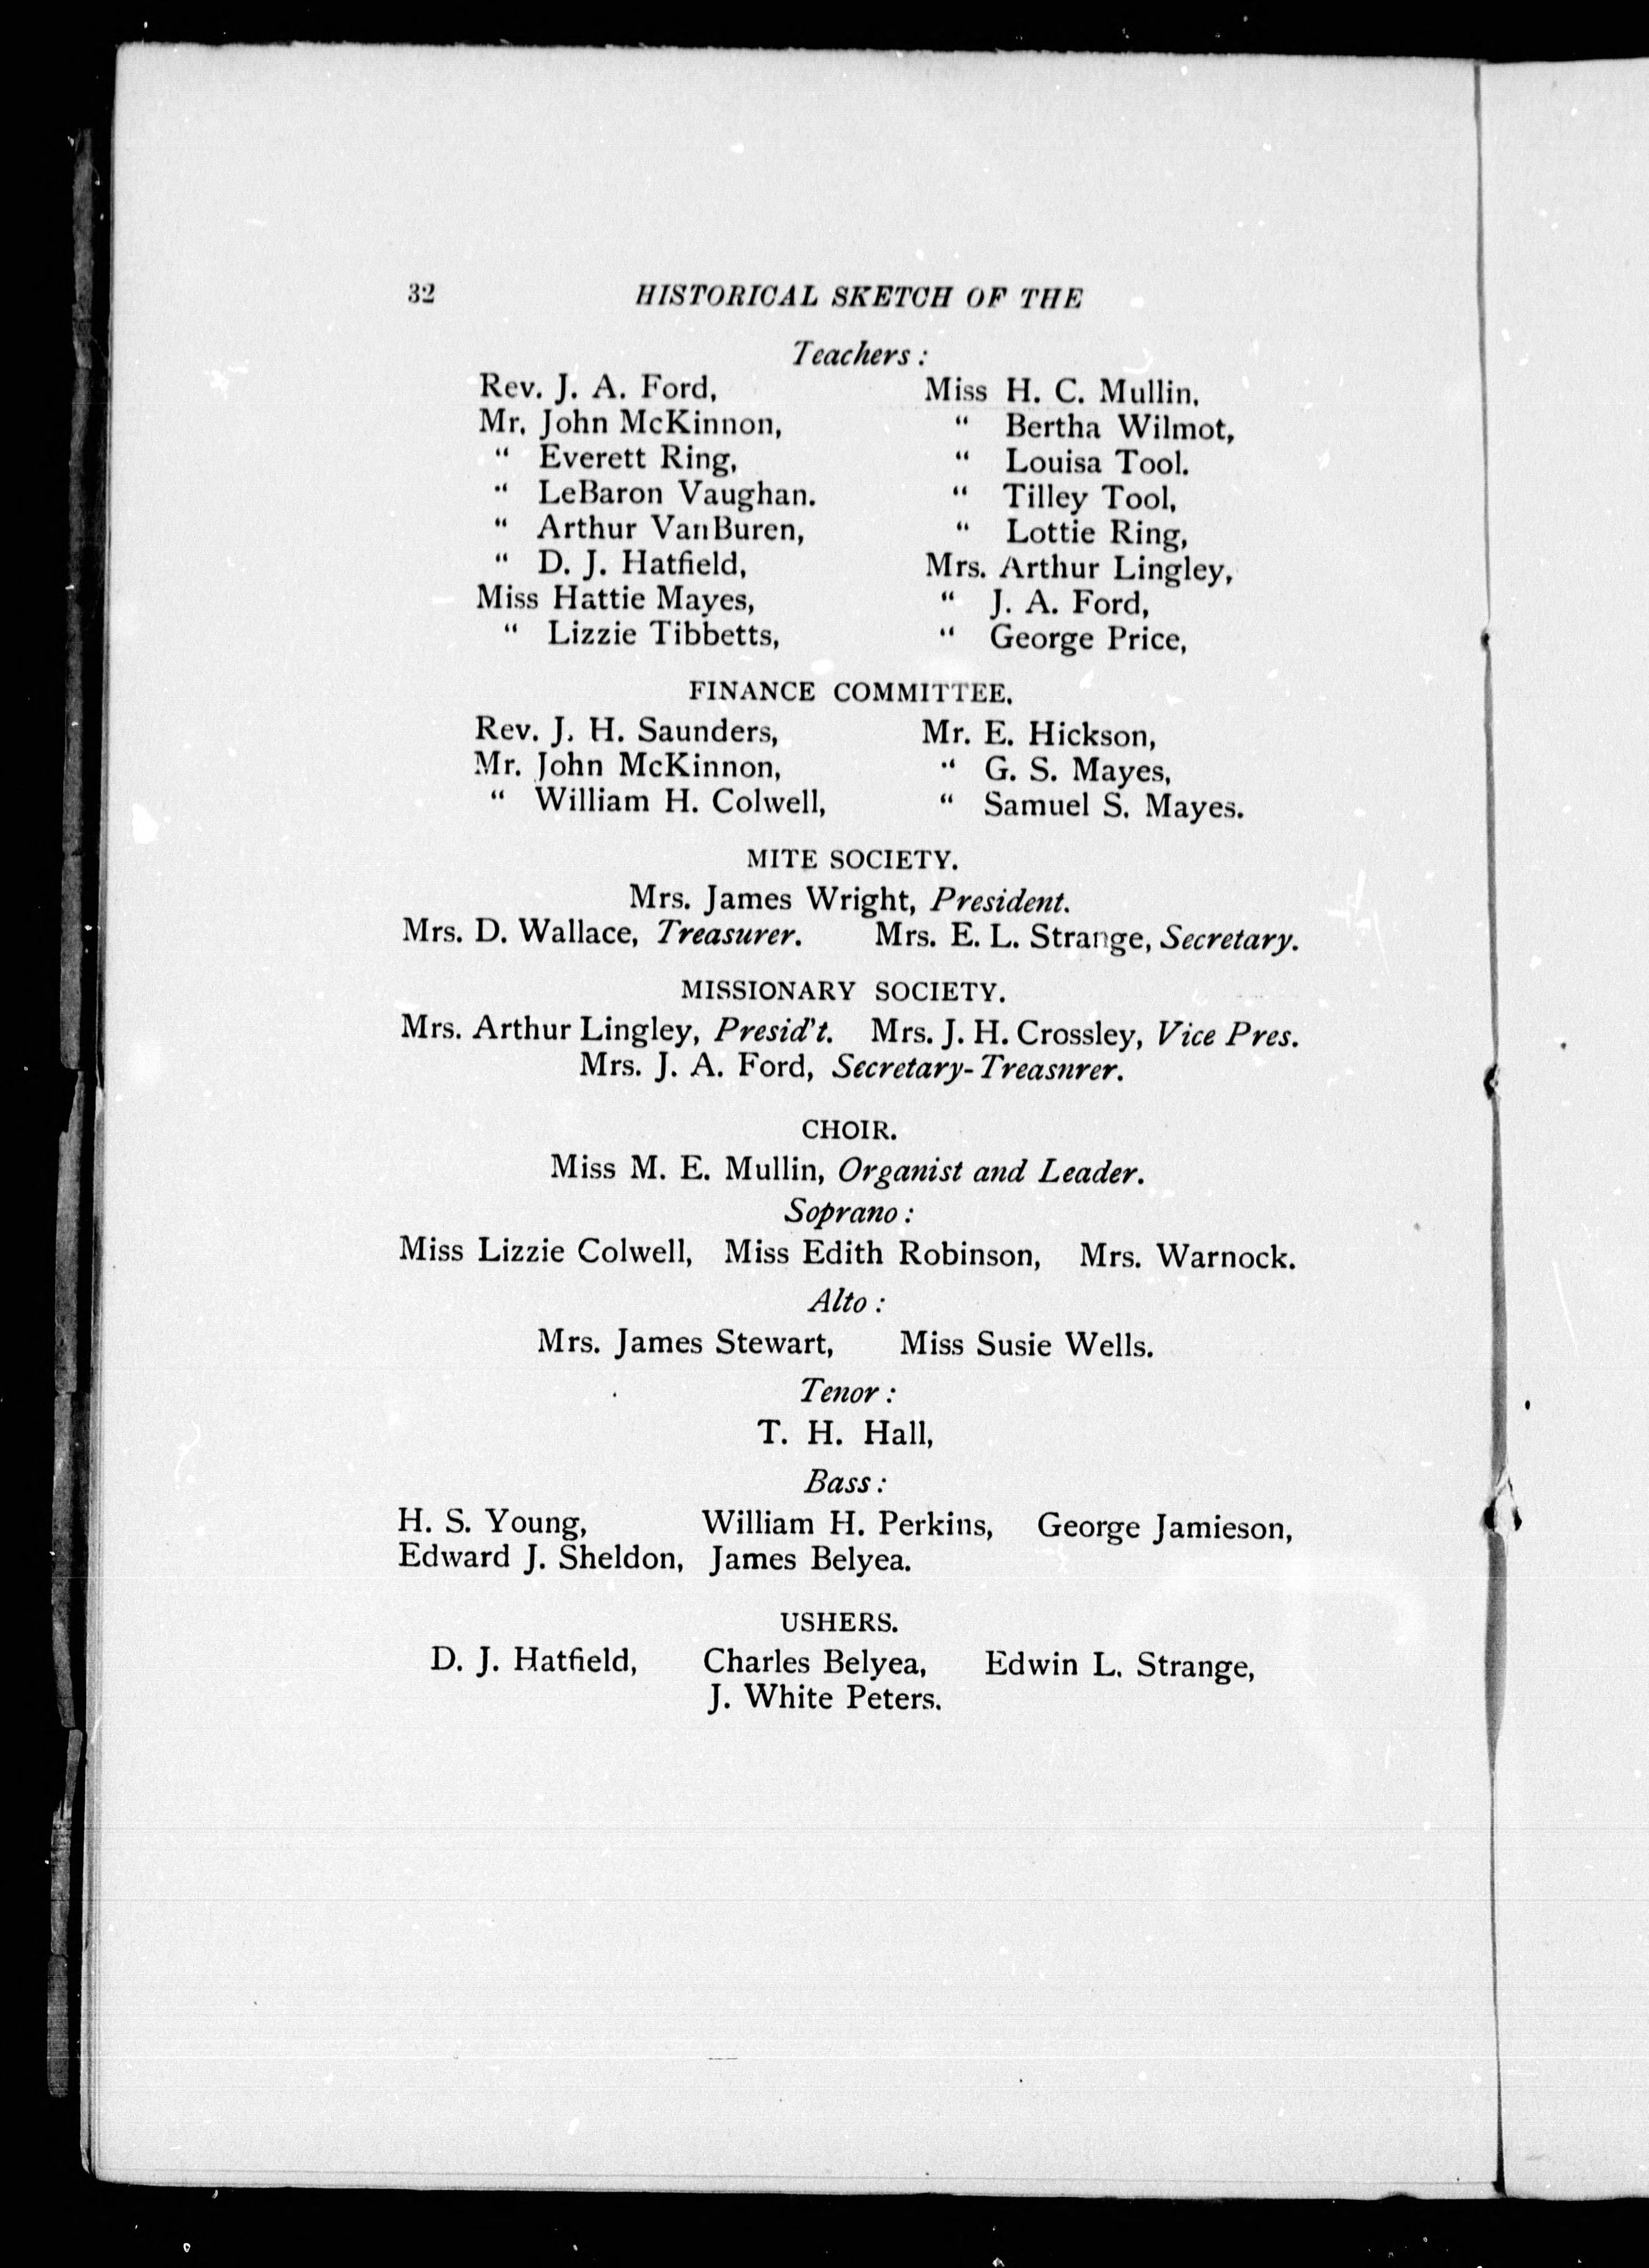 32 HISTORICAL SKETCH OF THE
Teachers :
Rev. J. A. Ford, Miss H. C. Mullin,
Mr. John McKinnon, " Bertha Wilmot,
" Everett Ring, " Louisa Tool.
" LeBaron Vaughan. " Tilley Tool,
" Arthur VanBuren, " Lottie Ring,
" D. J. Hatfield, Mrs. Arthur Lingley,
Miss Hattie Mayes, " J. A. Ford,
" Lizzie Tibbetts, " George Price,
FINANCE COMMITTEE.
Rev. J. H. Saunders, Mr. E. Hickson,
Mr. John McKinnon, " G. S. Mayes,
" William H. Colwell, " Samuel S. Mayes.
MITE SOCIETY.
Mrs. James Wright, President.
Mrs. D. Wallace, Treasurer. Mrs. E. L. Strange, Secretary.
MISSIONARY SOCIETY.
Mrs. Arthur Lingley, Presid't. Mrs. J. H. Crossley, Vice Pres.
Mrs. J. A. Ford, Secretary-Treasnrer.
CHOIR.
Miss M. E. Mullin, Organist and Leader.
Soprano :
Miss Lizzie Colwell, Miss Edith Robinson, Mrs. Warnock.
Alto :
Mrs. James Stewart, Miss Susie Wells.
Tenor :
T. H. Hall,
Bass :
H. S. Young, William H. Perkins, George Jamieson,
Edward J. Sheldon, James Belyea.
USHERS.
D. J. Hatfield, Charles Belyea, Edwin L. Strange,
J. White Peters.